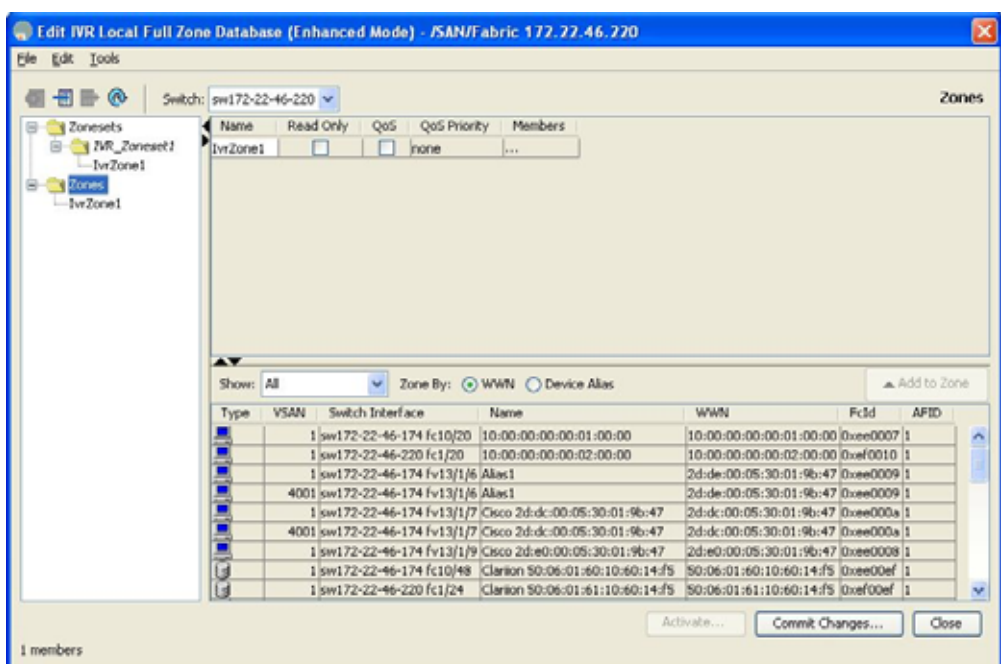 Edit IVR Local Full Zone Database (Enhanced Mode) - /SAN/Fabric 172.22.46.220
File Edit Tools
Switch: sw172-22-46-220 Zones
Zonesets
IVR_Zoneset1
IvrZone1
Zones
IvrZone1
Name Read Only QoS QoS Priority Members
IvrZone1 none ...
Show: All Zone By: WWN Device Alias Add to Zone
Type VSAN Switch Interface Name WWN FcId AFID
1 sw172-22-46-174 fc10/20 10:00:00:00:00:01:00:00 10:00:00:00:00:01:00:00 0xee0007 1
1 sw172-22-46-220 fc1/20 10:00:00:00:00:02:00:00 10:00:00:00:00:02:00:00 0xef0010 1
1 sw172-22-46-174 fv13/1/6 Alias1 2d:de:00:05:30:01:9b:47 0xee0009 1
4001 sw172-22-46-174 fv13/1/6 Alias1 2d:de:00:05:30:01:9b:47 0xee0009 1
1 sw172-22-46-174 fv13/1/7 Cisco 2d:dc:00:05:30:01:9b:47 2d:dc:00:05:30:01:9b:47 0xee000a 1
4001 sw172-22-46-174 fv13/1/7 Cisco 2d:dc:00:05:30:01:9b:47 2d:dc:00:05:30:01:9b:47 0xee000a 1
1 sw172-22-46-174 fv13/1/9 Cisco 2d:e0:00:05:30:01:9b:47 2d:e0:00:05:30:01:9b:47 0xee0008 1
1 sw172-22-46-174 fc10/48 Clariion 50:06:01:60:10:60:14:f5 50:06:01:60:10:60:14:f5 0xee00ef 1
1 sw172-22-46-220 fc1/24 Clariion 50:06:01:61:10:60:14:f5 50:06:01:61:10:60:14:f5 0xef00ef 1
Activate... Commit Changes... Close
1 members